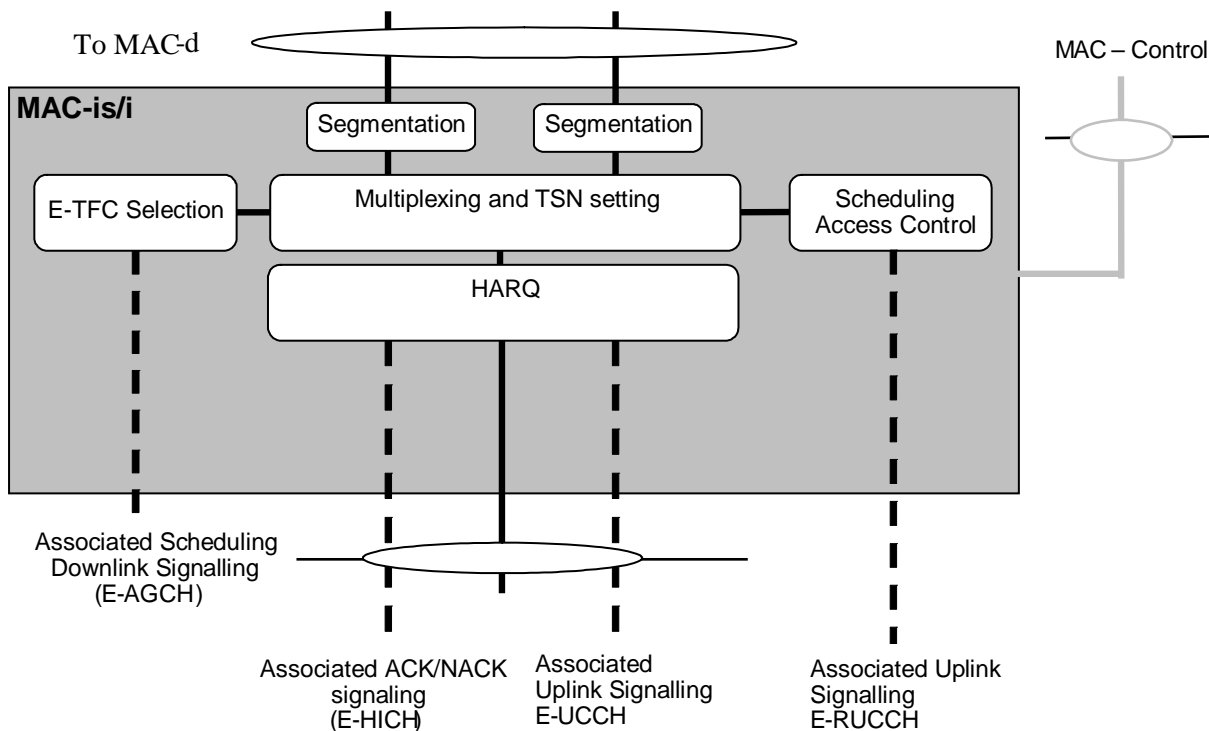 To MAC-d
MAC – Control
MAC-is/i
Segmentation
Segmentation
E-TFC Selection
Multiplexing and TSN setting
Scheduling
Access Control
HARQ
Associated Scheduling
Downlink Signalling
(E-AGCH)
Associated ACK/NACK
signaling
(E-HICH)
Associated
Uplink Signalling
E-UCCH
Associated Uplink
Signalling
E-RUCCH